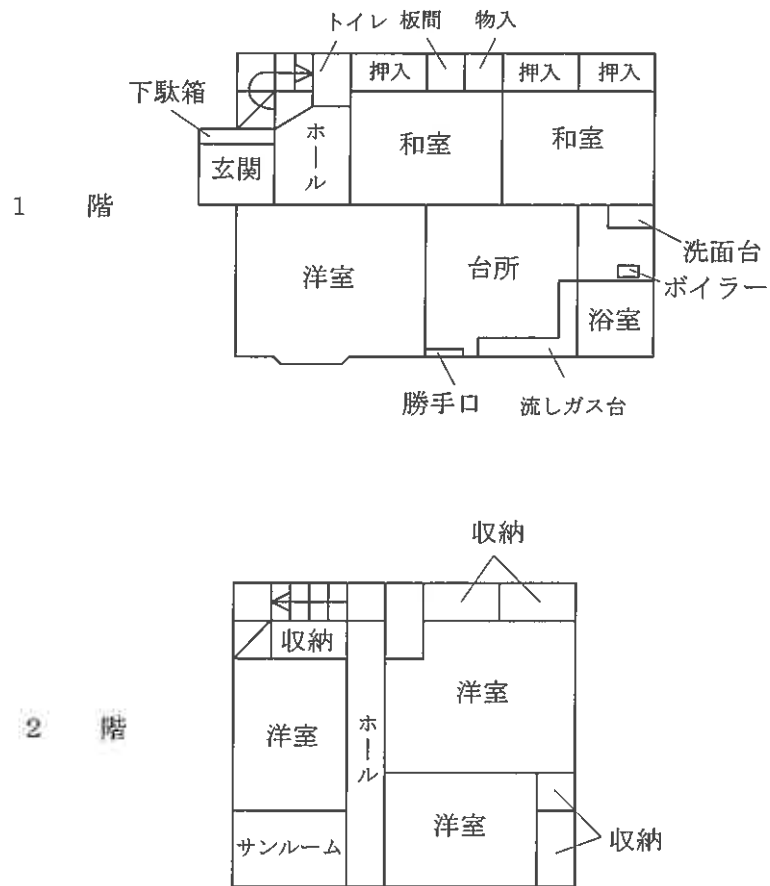 トイレ 板間 物入
押入 押入 押入
下駄箱
玄関
ホール
和室
和室
1 階
洋室
台所
洗面台
ボイラー
浴室
勝手口
流しガス台
収納
収納
洋室
2 階
洋室
ホール
サンルーム
洋室
収納